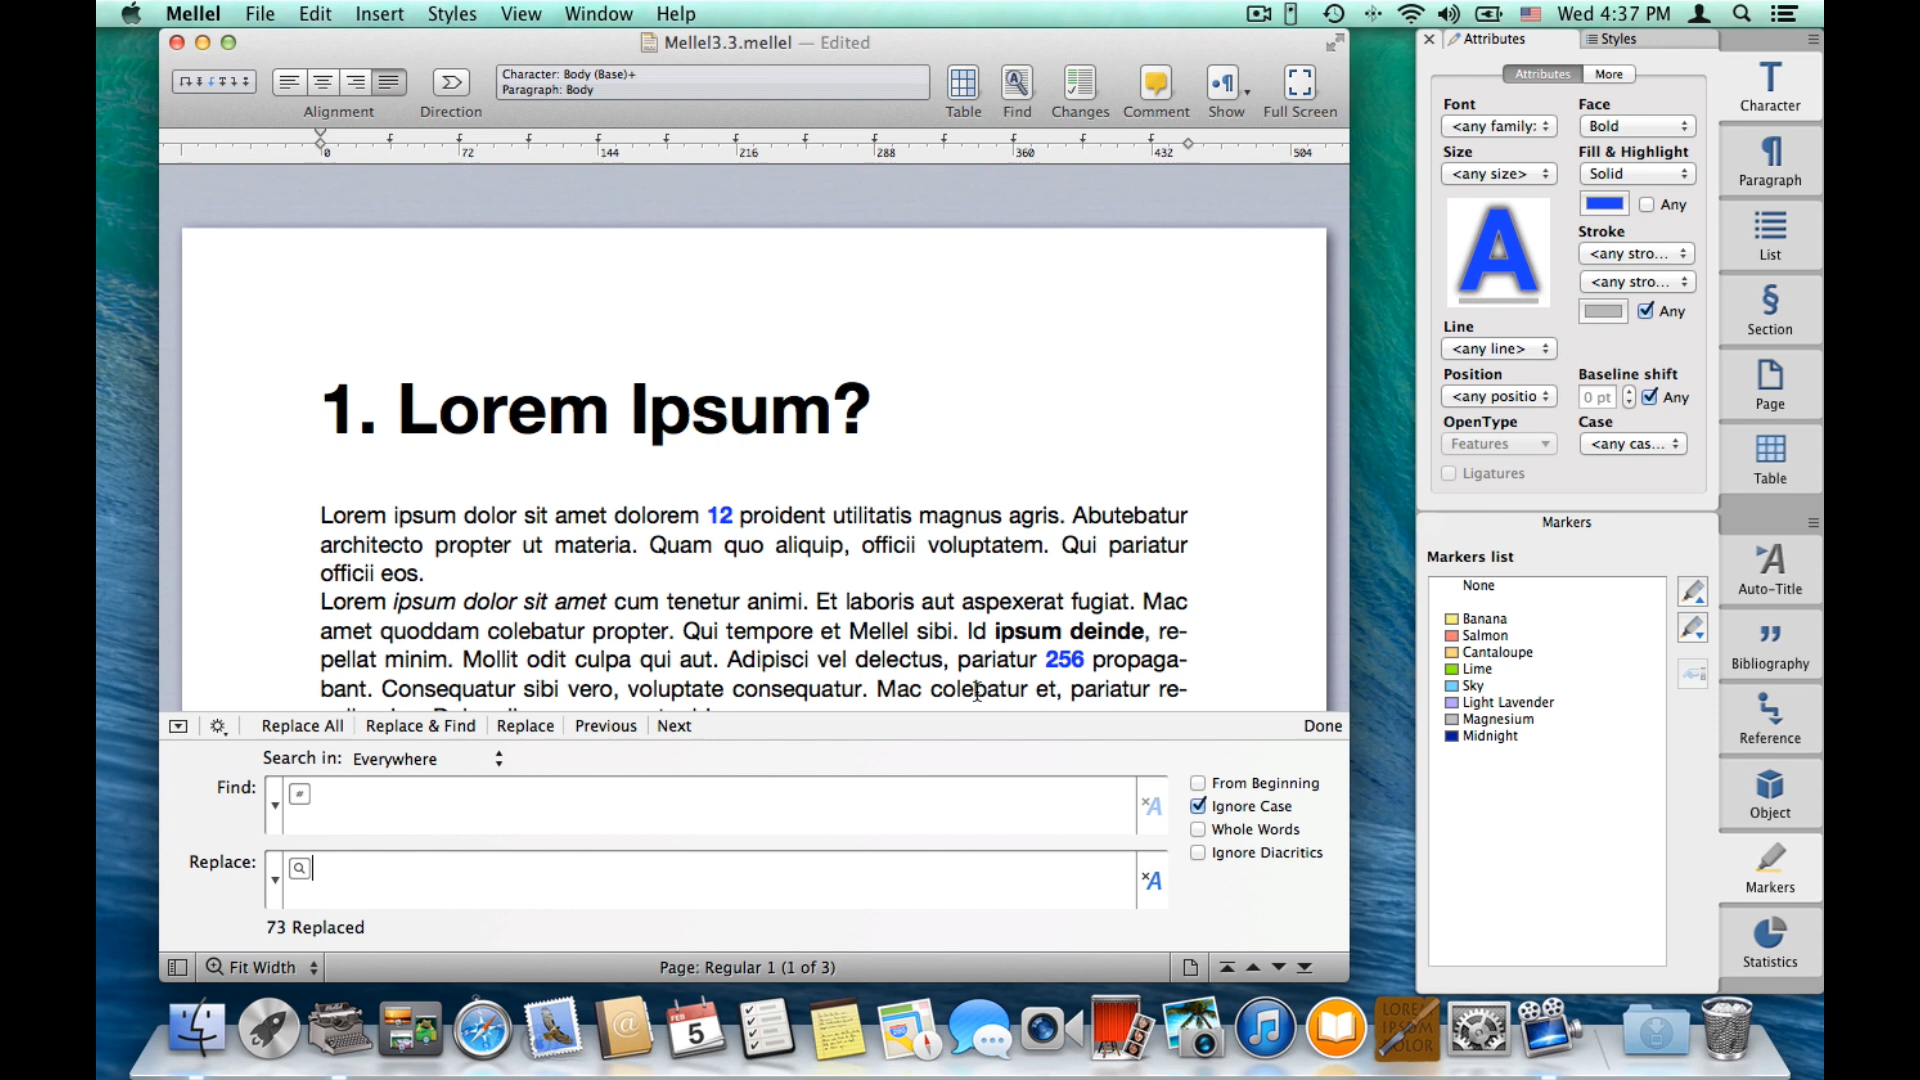 Mellel File Edit Insert Styles View Window Help
Wed 4:37 PM
Mellel3.3.mellel — Edited
Character: Body (Base)+
Paragraph: Body
Alignment Direction Table Find Changes Comment Show Full Screen
0 72 144 216 288 360 432 504
1. Lorem Ipsum?
Lorem ipsum dolor sit amet dolorem 12 proident utilitatis magnus agris. Abutebatur
architecto propter ut materia. Quam quo aliquip, officii voluptatem. Qui pariatur
officii eos.
Lorem ipsum dolor sit amet cum tenetur animi. Et laboris aut aspexerat fugiat. Mac
amet quoddam colebatur propter. Qui tempore et Mellel sibi. Id ipsum deinde, re-
pellat minim. Mollit odit culpa qui aut. Adipisci vel delectus, pariatur 256 propaga-
bant. Consequatur sibi vero, voluptate consequatur. Mac colebatur et, pariatur re-
Replace All Replace & Find Replace Previous Next Done
Search in: Everywhere
Find: #
A
From Beginning
Ignore Case
Whole Words
Ignore Diacritics
Replace:
A
73 Replaced
Fit Width
Page: Regular 1 (1 of 3)
Attributes Styles
Attributes More
Font Face
<any family: Bold
Size Fill & Highlight
<any size> Solid
Any
A
Stroke
<any stro...
<any stro...
Any
Line
<any line>
Position Baseline shift
<any positio 0 pt Any
OpenType Case
Features <any cas...
Ligatures
Markers
Markers list
None
Banana
Salmon
Cantaloupe
Lime
Sky
Light Lavender
Magnesium
Midnight
T
Character
¶
Paragraph
List
§
Section
Page
Table
A
Auto-Title
Bibliography
Reference
Object
Markers
Statistics
FEB
5
LOREM
IPSUM
DOLOR